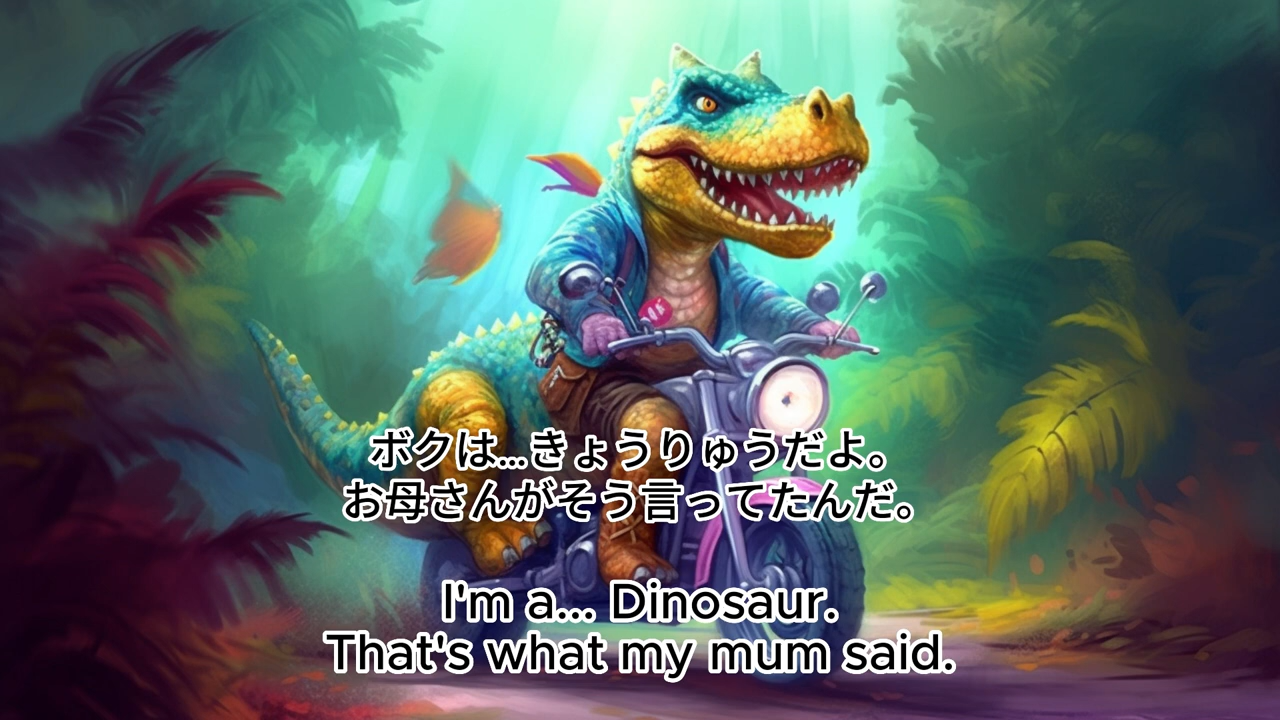 ボクは...きょうりゅうだよ。
お母さんがそう言ってたんだ。
I'm a... Dinosaur.
That's what my mum said.